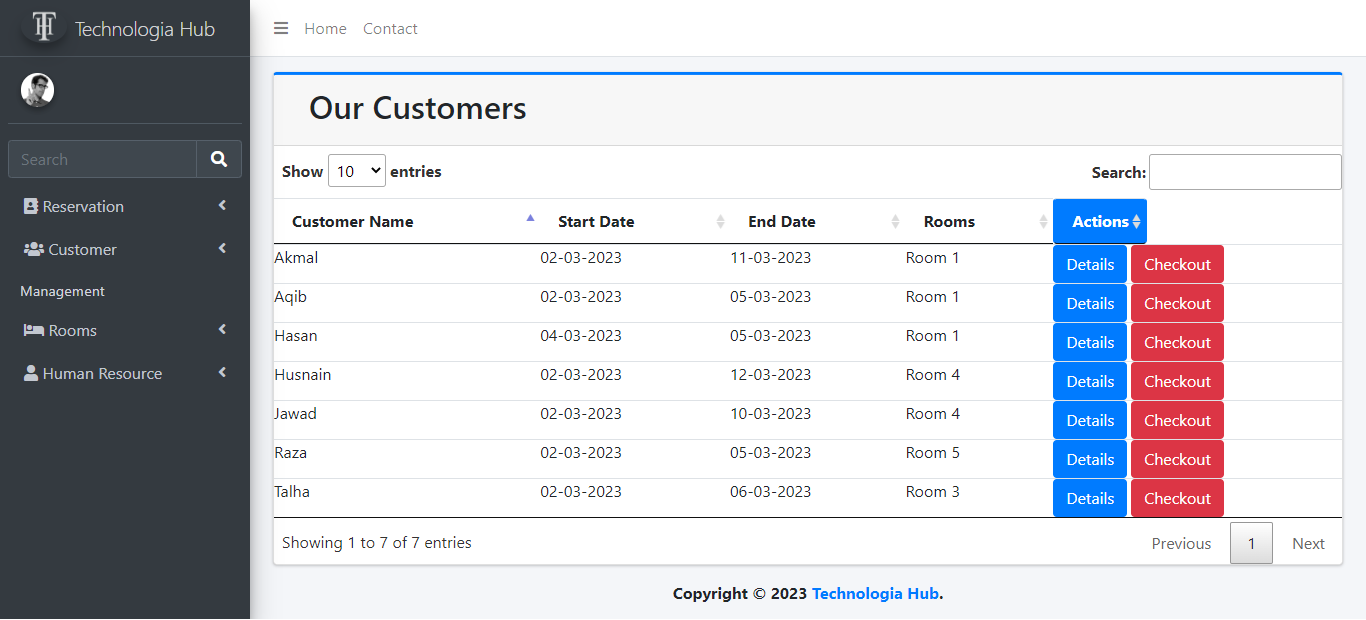 TH Technologia Hub
Home Contact
Search
Reservation
Customer
Management
Rooms
Human Resource
Our Customers
Show 10 entries Search:
Customer Name Start Date End Date Rooms Actions
Akmal 02-03-2023 11-03-2023 Room 1 Details Checkout
Aqib 02-03-2023 05-03-2023 Room 1 Details Checkout
Hasan 04-03-2023 05-03-2023 Room 1 Details Checkout
Husnain 02-03-2023 12-03-2023 Room 4 Details Checkout
Jawad 02-03-2023 10-03-2023 Room 4 Details Checkout
Raza 02-03-2023 05-03-2023 Room 5 Details Checkout
Talha 02-03-2023 06-03-2023 Room 3 Details Checkout
Showing 1 to 7 of 7 entries Previous 1 Next
Copyright © 2023 Technologia Hub.